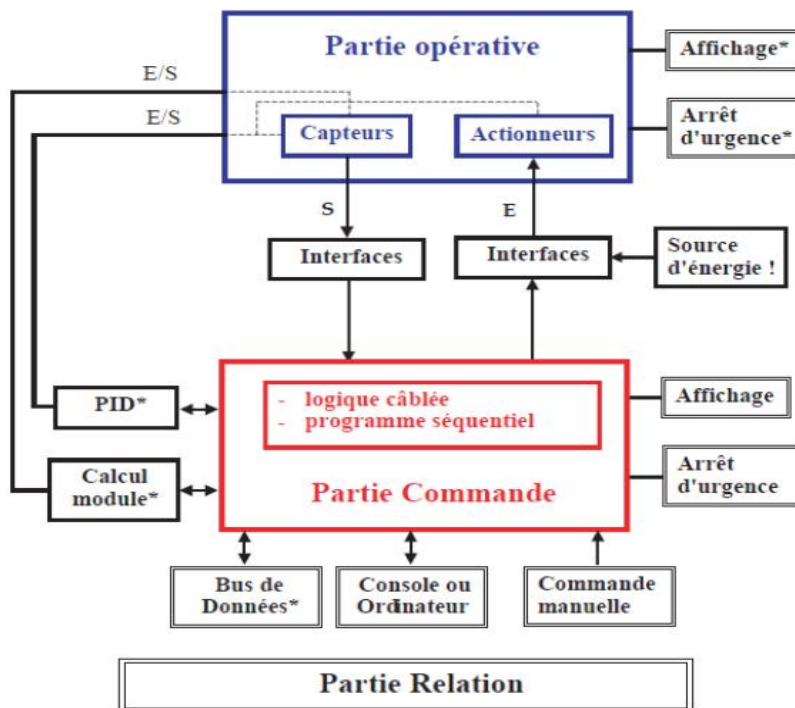 Partie opérative
Affichage*
E/S
E/S
Arrêt
d'urgence*
Capteurs
Actionneurs
S
E
Interfaces
Interfaces
Source
d'énergie !
- logique câblée
- programme séquentiel
PID*
Affichage
Calcul
module*
Partie Commande
Arrêt
d'urgence
Bus de
Données*
Console ou
Ordinateur
Commande
manuelle
Partie Relation